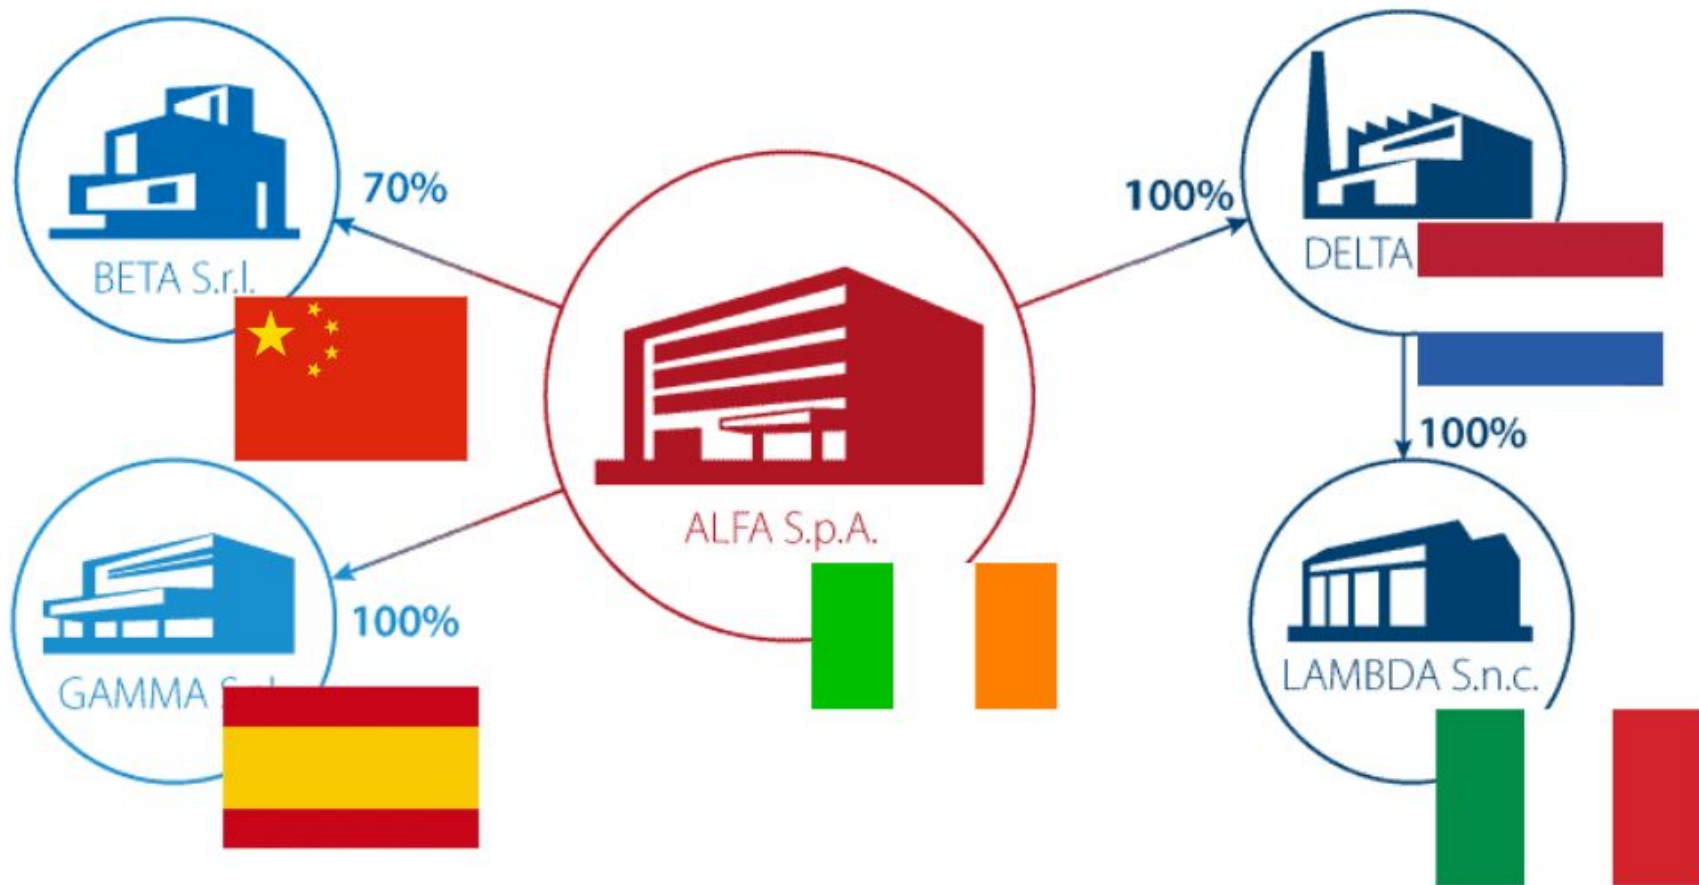 70%
BETA S.r.l.
100%
DELTA
ALFA S.p.A.
100%
100%
GAMMA
LAMBDA S.n.c.